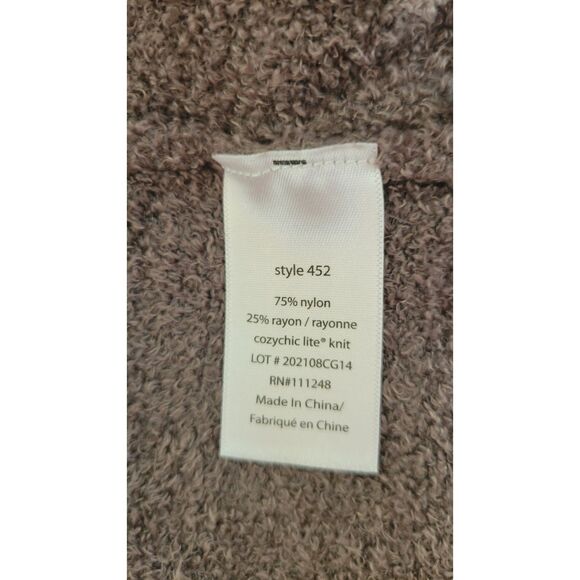 style 452
75% nylon
25% rayon / rayonne
cozychic lite® knit
LOT # 202108CG14
RN#111248
Made In China/
Fabriqué en Chine